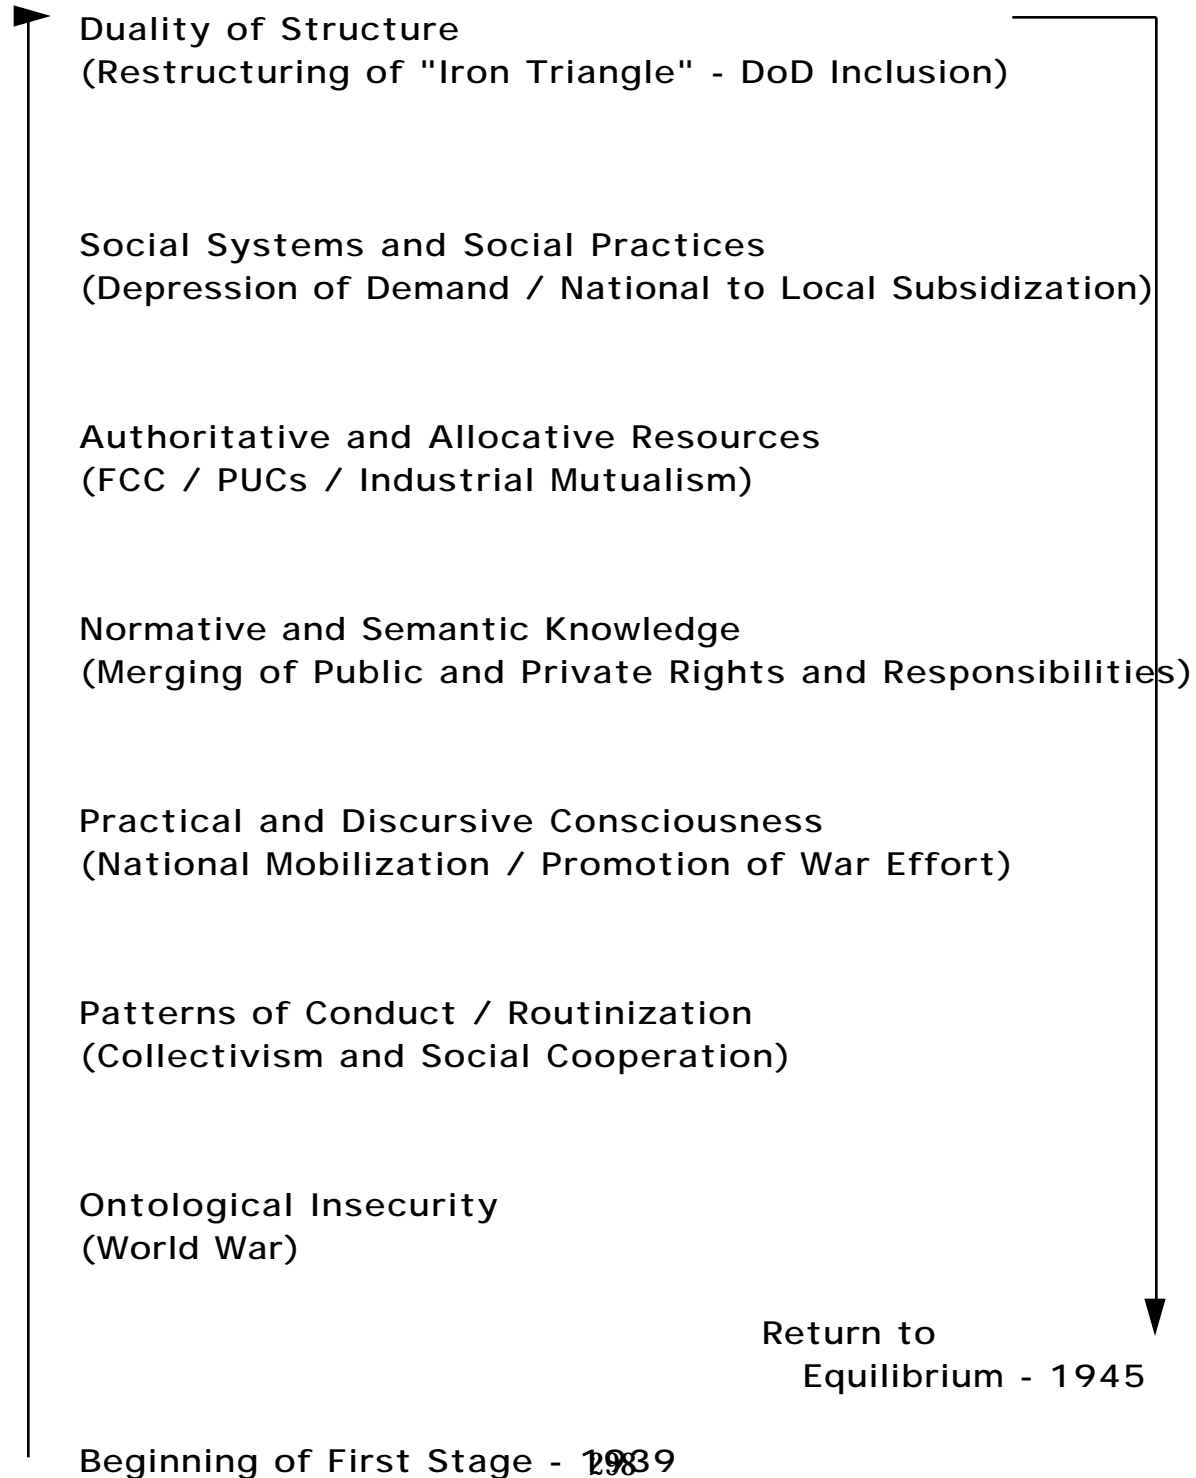 Duality of Structure
(Restructuring of "Iron Triangle" - DoD Inclusion)
Social Systems and Social Practices
(Depression of Demand / National to Local Subsidization)
Authoritative and Allocative Resources
(FCC / PUCs / Industrial Mutualism)
Normative and Semantic Knowledge
(Merging of Public and Private Rights and Responsibilities)
Practical and Discursive Consciousness
(National Mobilization / Promotion of War Effort)
Patterns of Conduct / Routinization
(Collectivism and Social Cooperation)
Ontological Insecurity
(World War)
Return to
Equilibrium - 1945
Beginning of First Stage - 1939
298